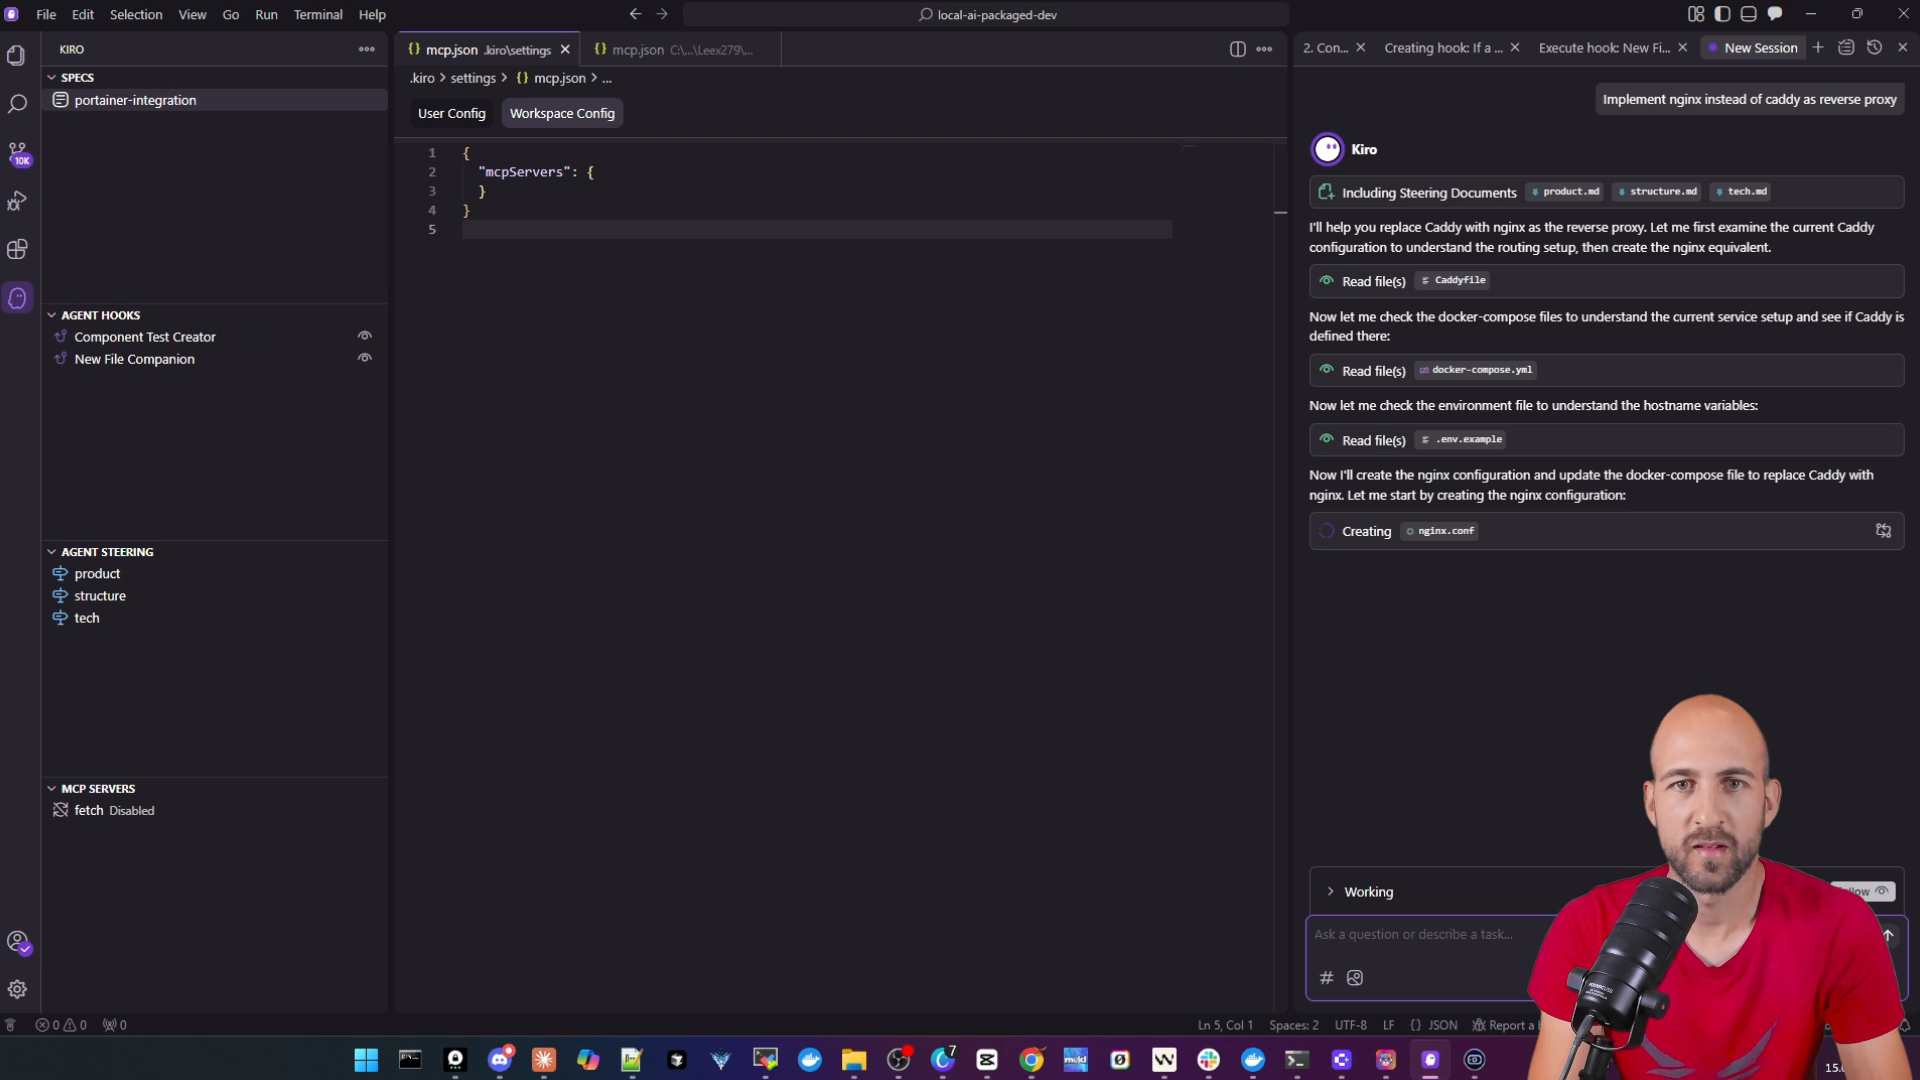 File Edit Selection View Go Run Terminal Help
local-ai-packaged-dev
KIRO
SPECS
portainer-integration
10K
AGENT HOOKS
Component Test Creator
New File Companion
AGENT STEERING
product
structure
tech
MCP SERVERS
fetch Disabled
mcp.json .kiro\settings
mcp.json C:\...\Leex279\...
.kiro > settings > {} mcp.json > ...
User Config Workspace Config
1 {
2 "mcpServers": {
3 }
4 }
5
2. Con... Creating hook: If a ... Execute hook: New Fi... New Session
Implement nginx instead of caddy as reverse proxy
Kiro
Including Steering Documents product.md structure.md tech.md
I'll help you replace Caddy with nginx as the reverse proxy. Let me first examine the current Caddy
configuration to understand the routing setup, then create the nginx equivalent.
Read file(s) Caddyfile
Now let me check the docker-compose files to understand the current service setup and see if Caddy is
defined there:
Read file(s) docker-compose.yml
Now let me check the environment file to understand the hostname variables:
Read file(s) .env.example
Now I'll create the nginx configuration and update the docker-compose file to replace Caddy with
nginx. Let me start by creating the nginx configuration:
Creating nginx.conf
Working
Ask a question or describe a task...
#
0 0 0
Ln 5, Col 1 Spaces: 2 UTF-8 LF {} JSON Report a
7